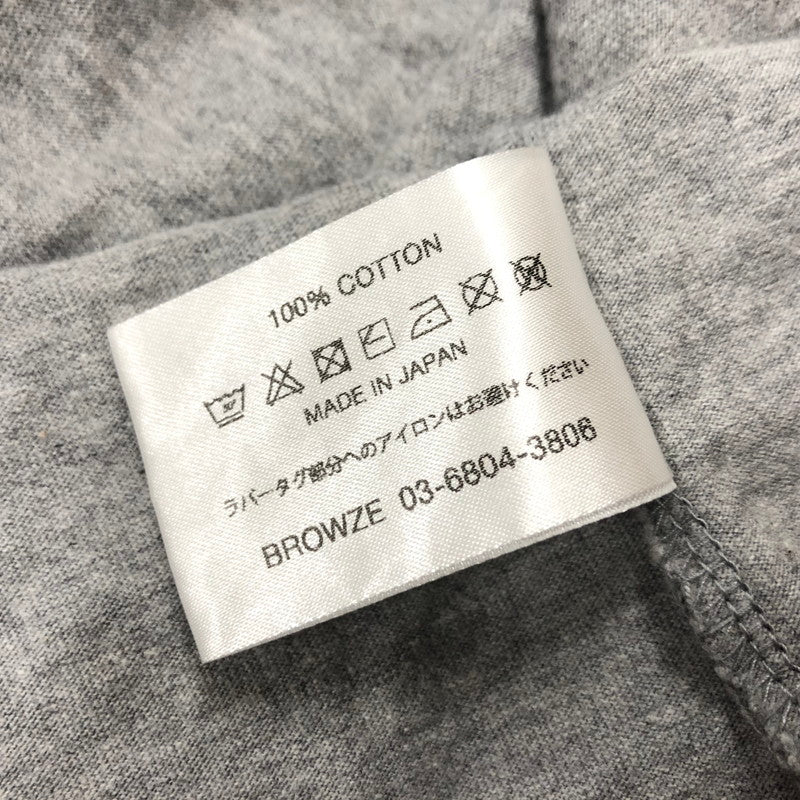 100% COTTON
MADE IN JAPAN
ラバータグ部分へのアイロンはお避けください
BROWZE 03-6804-3806